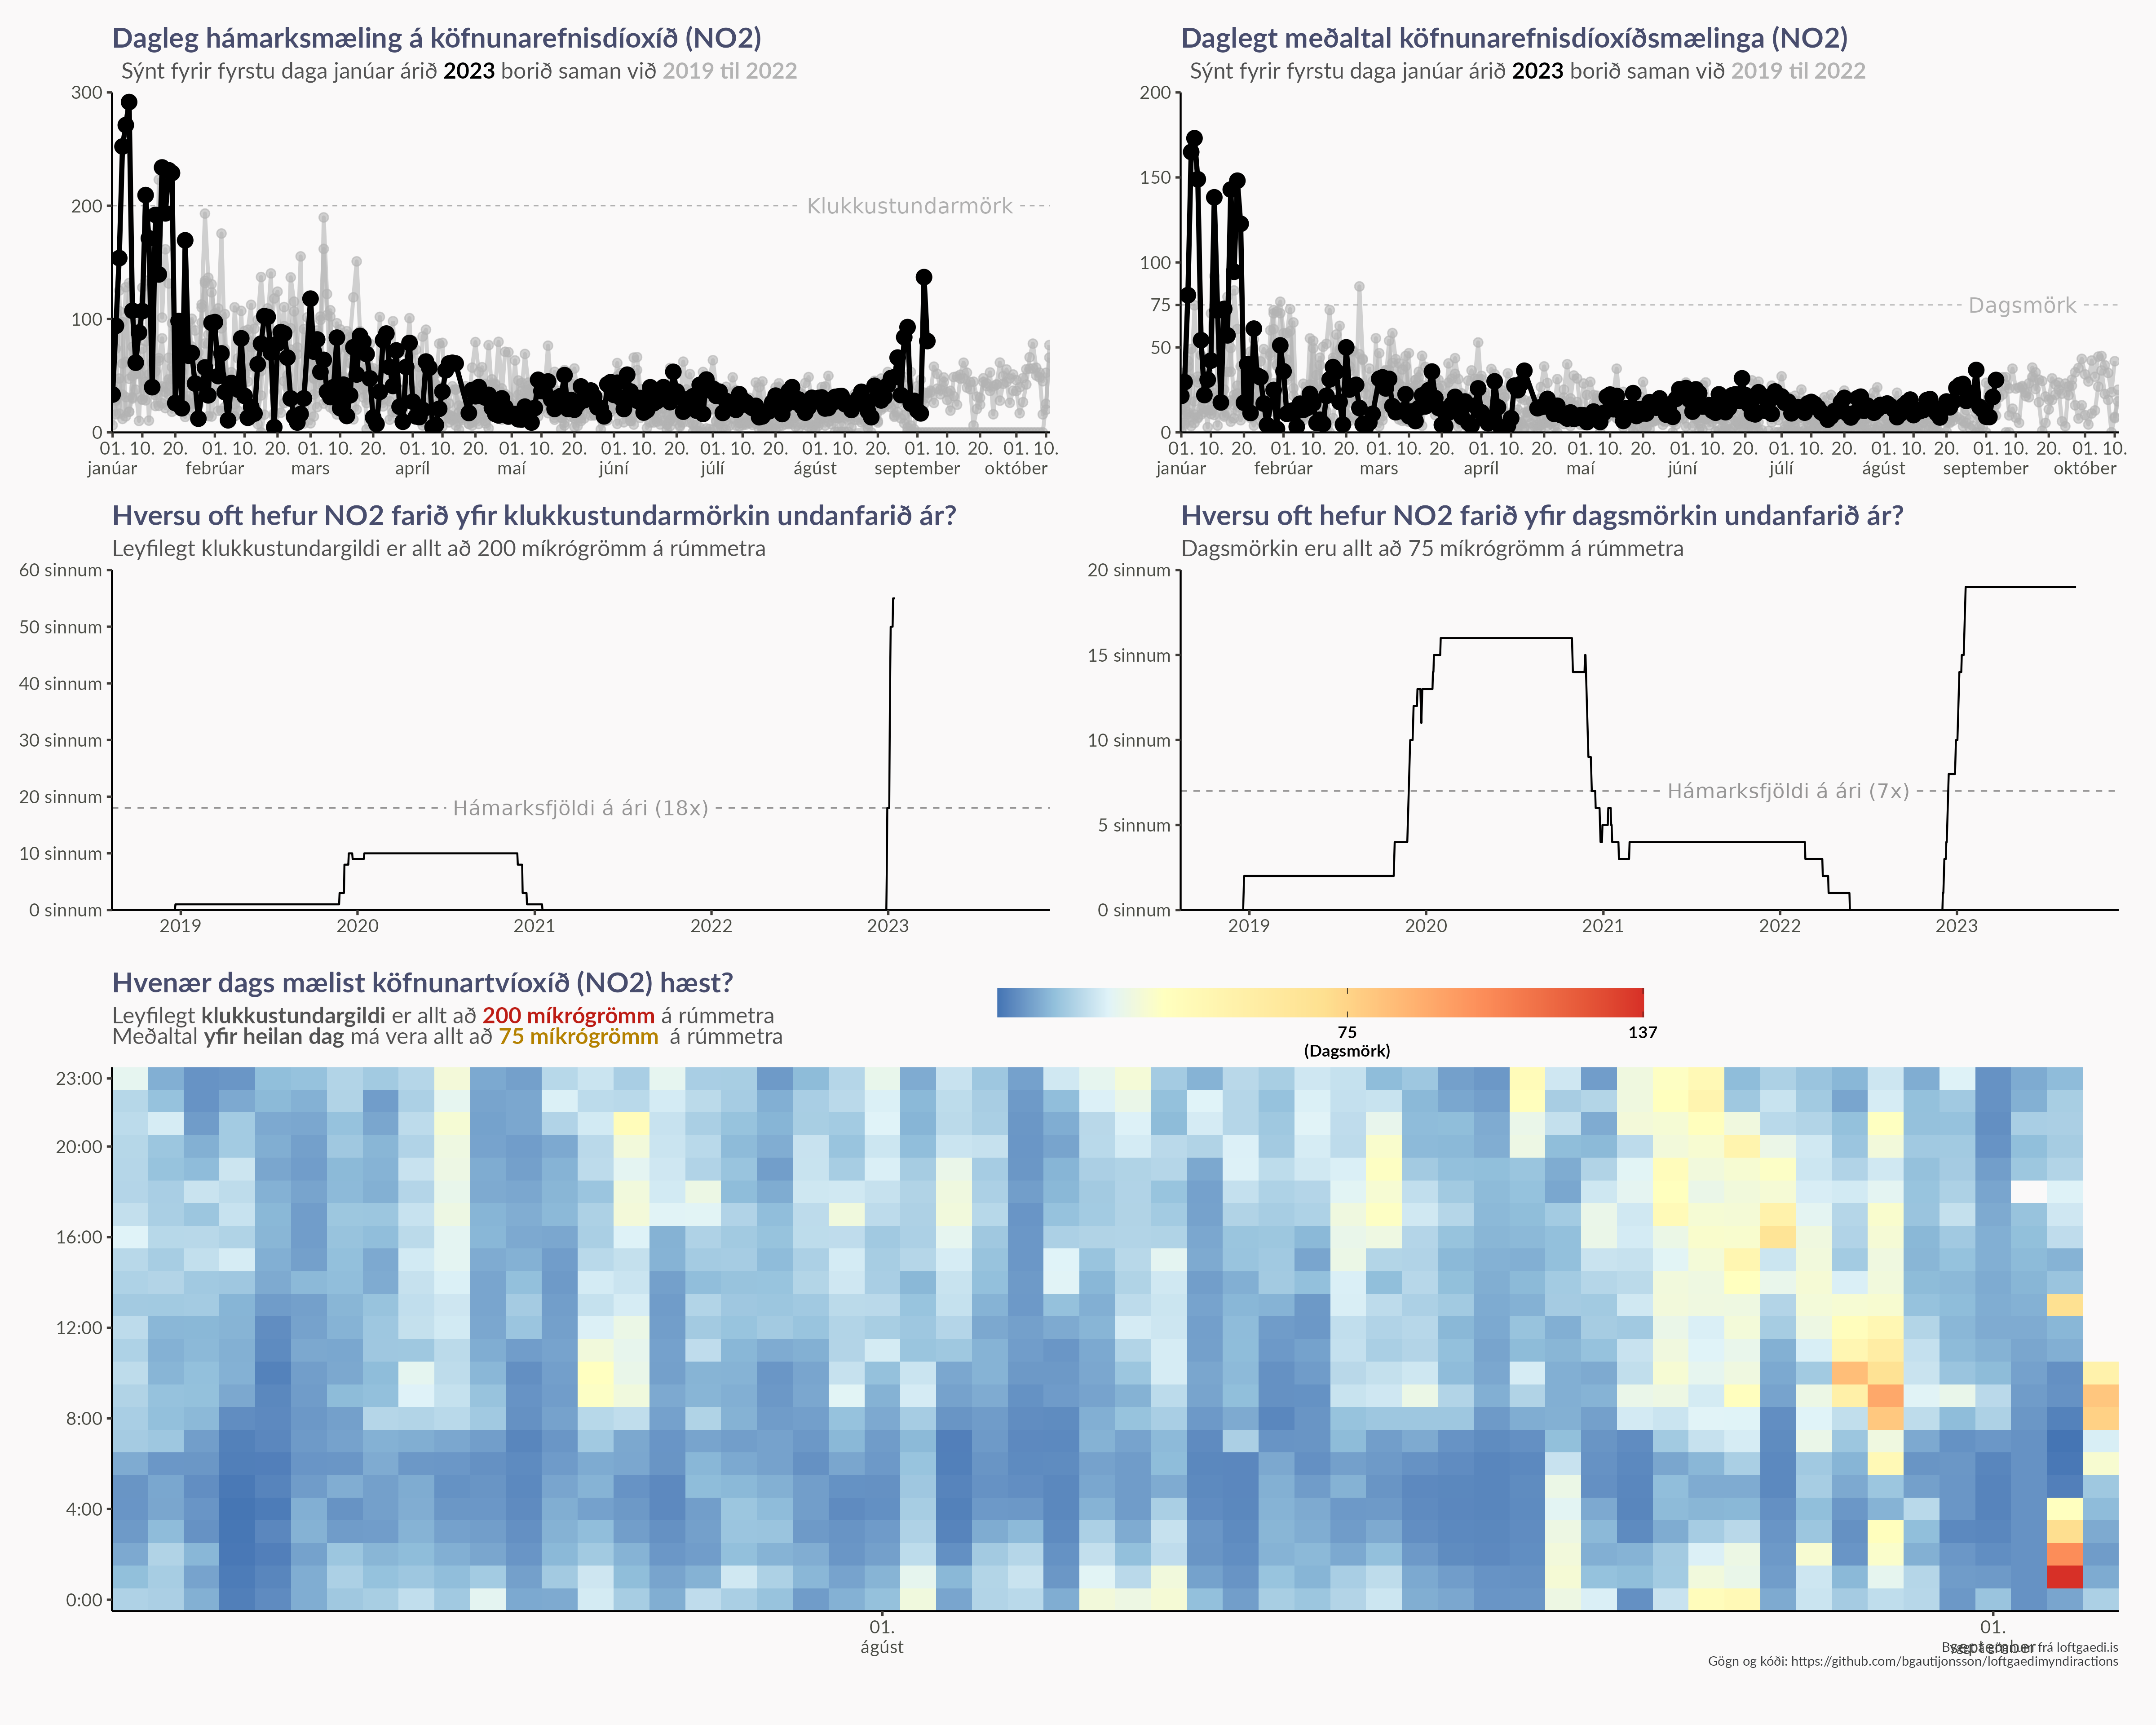 Dagleg hámarksmæling á köfnunarefnisdíoxíð (NO2)
Sýnt fyrir fyrstu daga janúar árið 2023 borið saman við 2019 til 2022
300
200
100
0
Klukkustundarmörk
01. 10. 20. 01. 10. 20. 01. 10. 20. 01. 10. 20. 01. 10. 20. 01. 10. 20. 01. 10. 20. 01. 10. 20. 01. 10. 20. 01. 10.
janúar febrúar mars apríl maí júní júlí ágúst september október
Daglegt meðaltal köfnunarefnisdíoxíðsmælinga (NO2)
Sýnt fyrir fyrstu daga janúar árið 2023 borið saman við 2019 til 2022
200
150
100
75
50
0
Dagsmörk
01. 10. 20. 01. 10. 20. 01. 10. 20. 01. 10. 20. 01. 10. 20. 01. 10. 20. 01. 10. 20. 01. 10. 20. 01. 10. 20. 01. 10.
janúar febrúar mars apríl maí júní júlí ágúst september október
Hversu oft hefur NO2 farið yfir klukkustundarmörkin undanfarið ár?
Leyfilegt klukkustundargildi er allt að 200 míkrógrömm á rúmmetra
60 sinnum
50 sinnum
40 sinnum
30 sinnum
20 sinnum
10 sinnum
0 sinnum
Hámarksfjöldi á ári (18x)
2019 2020 2021 2022 2023
Hversu oft hefur NO2 farið yfir dagsmörkin undanfarið ár?
Dagsmörkin eru allt að 75 míkrógrömm á rúmmetra
20 sinnum
15 sinnum
10 sinnum
5 sinnum
0 sinnum
Hámarksfjöldi á ári (7x)
2019 2020 2021 2022 2023
Hvenær dags mælist köfnunartvíoxíð (NO2) hæst?
Leyfilegt klukkustundargildi er allt að 200 míkrógrömm á rúmmetra
Meðaltal yfir heilan dag má vera allt að 75 míkrógrömm á rúmmetra
75 137
(Dagsmörk)
23:00
20:00
16:00
12:00
8:00
4:00
0:00
01. 01.
ágúst september
frá loftgaedi.is
Gögn og kóði: https://github.com/bgautijonsson/loftgaedimyndiractions